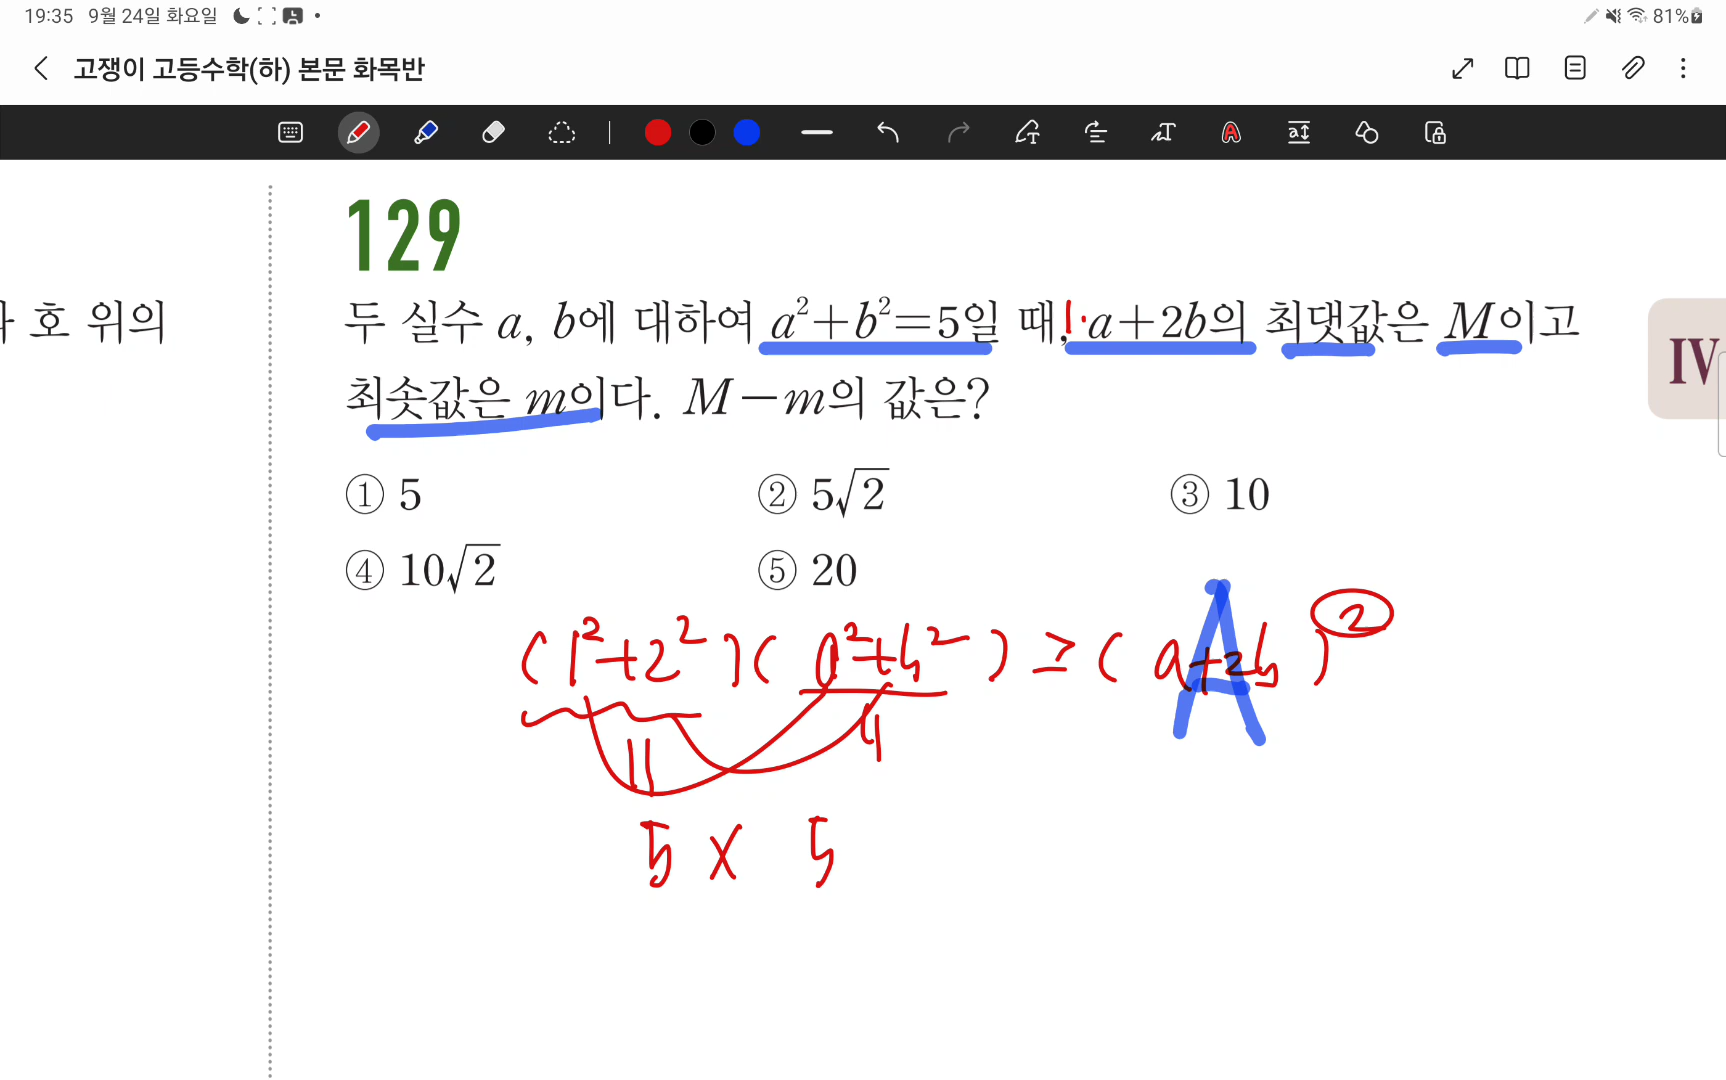 19:35 9월 24일 화요일 81%
고쟁이 고등수학(하) 본문 화목반
129
호 위의
두 실수 a, b에 대하여 a²+b²=5일 때, 1·a+2b의 최댓값은 M이고
최솟값은 m이다. M-m의 값은?
① 5 ② 5√2 ③ 10
④ 10√2 ⑤ 20
IV
(1²+2²)(a²+b²) ≥ (a+2b)²
A
5 × 5